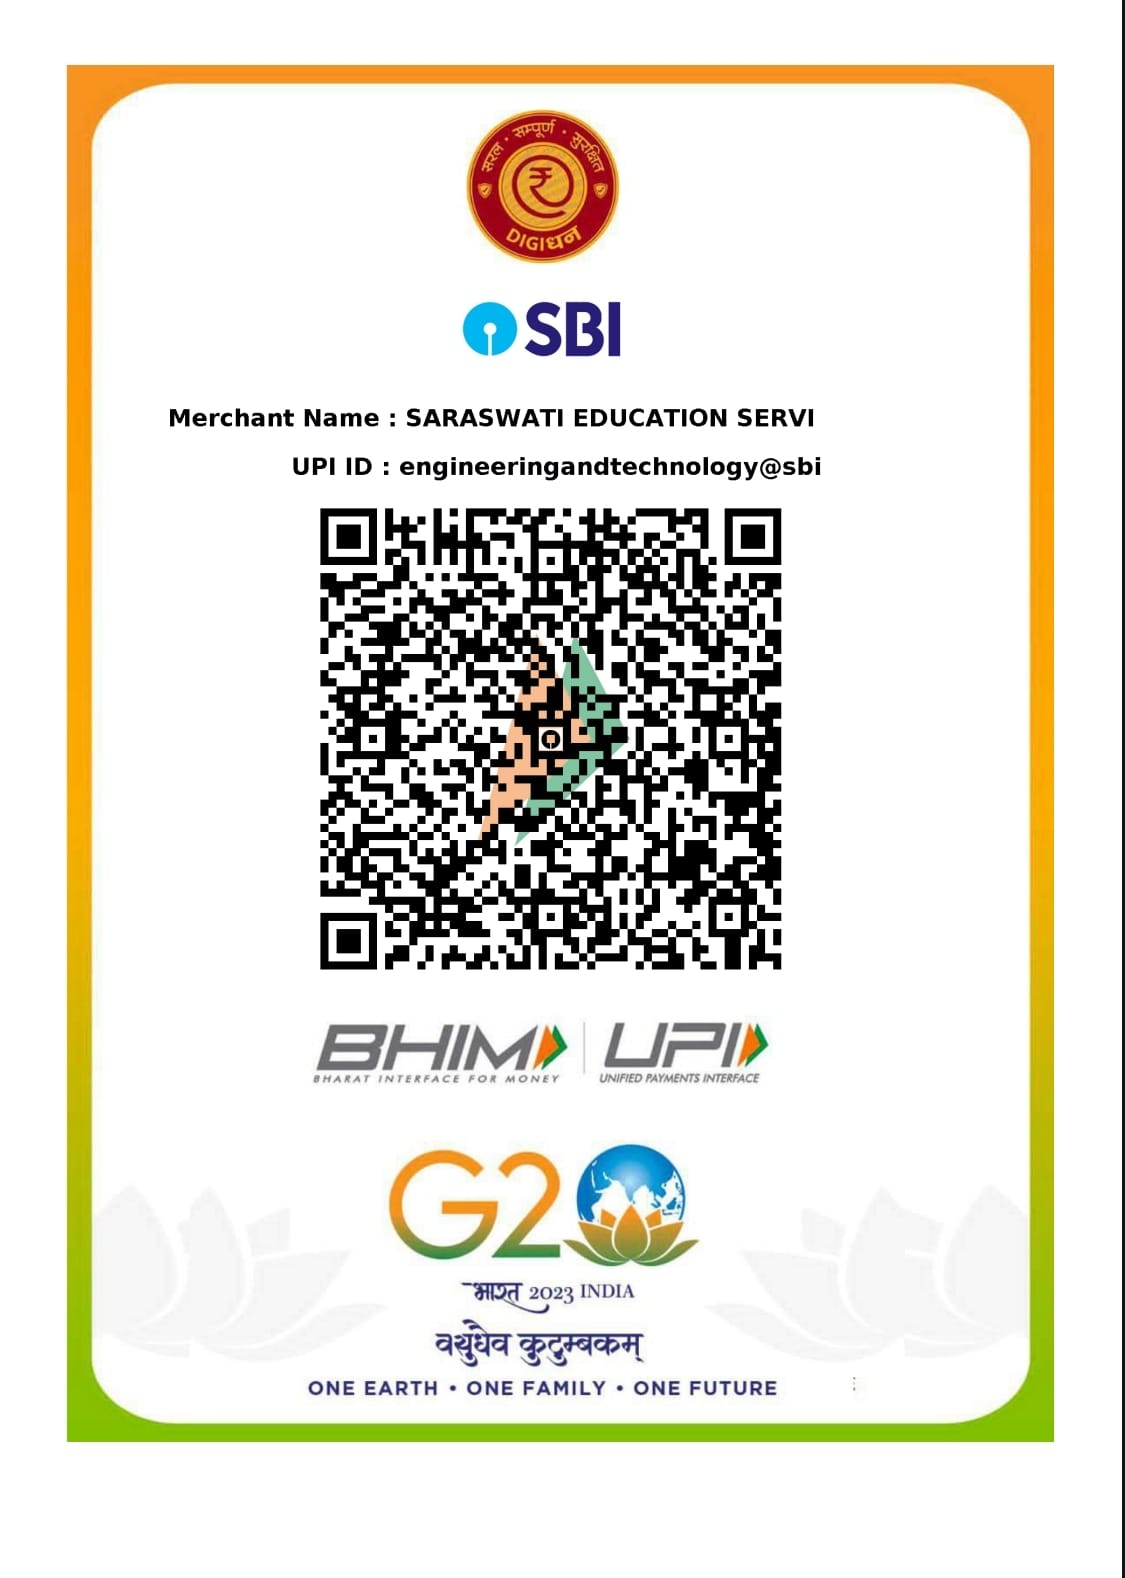 सरल • सम्पूर्ण • सुरक्षित
DIGIधन
SBI
Merchant Name : SARASWATI EDUCATION SERVI
UPI ID : engineeringandtechnology@sbi
BHIM UPI
BHARAT INTERFACE FOR MONEY UNIFIED PAYMENTS INTERFACE
G20
भारत 2023 INDIA
वसुधैव कुटुम्बकम्
ONE EARTH • ONE FAMILY • ONE FUTURE